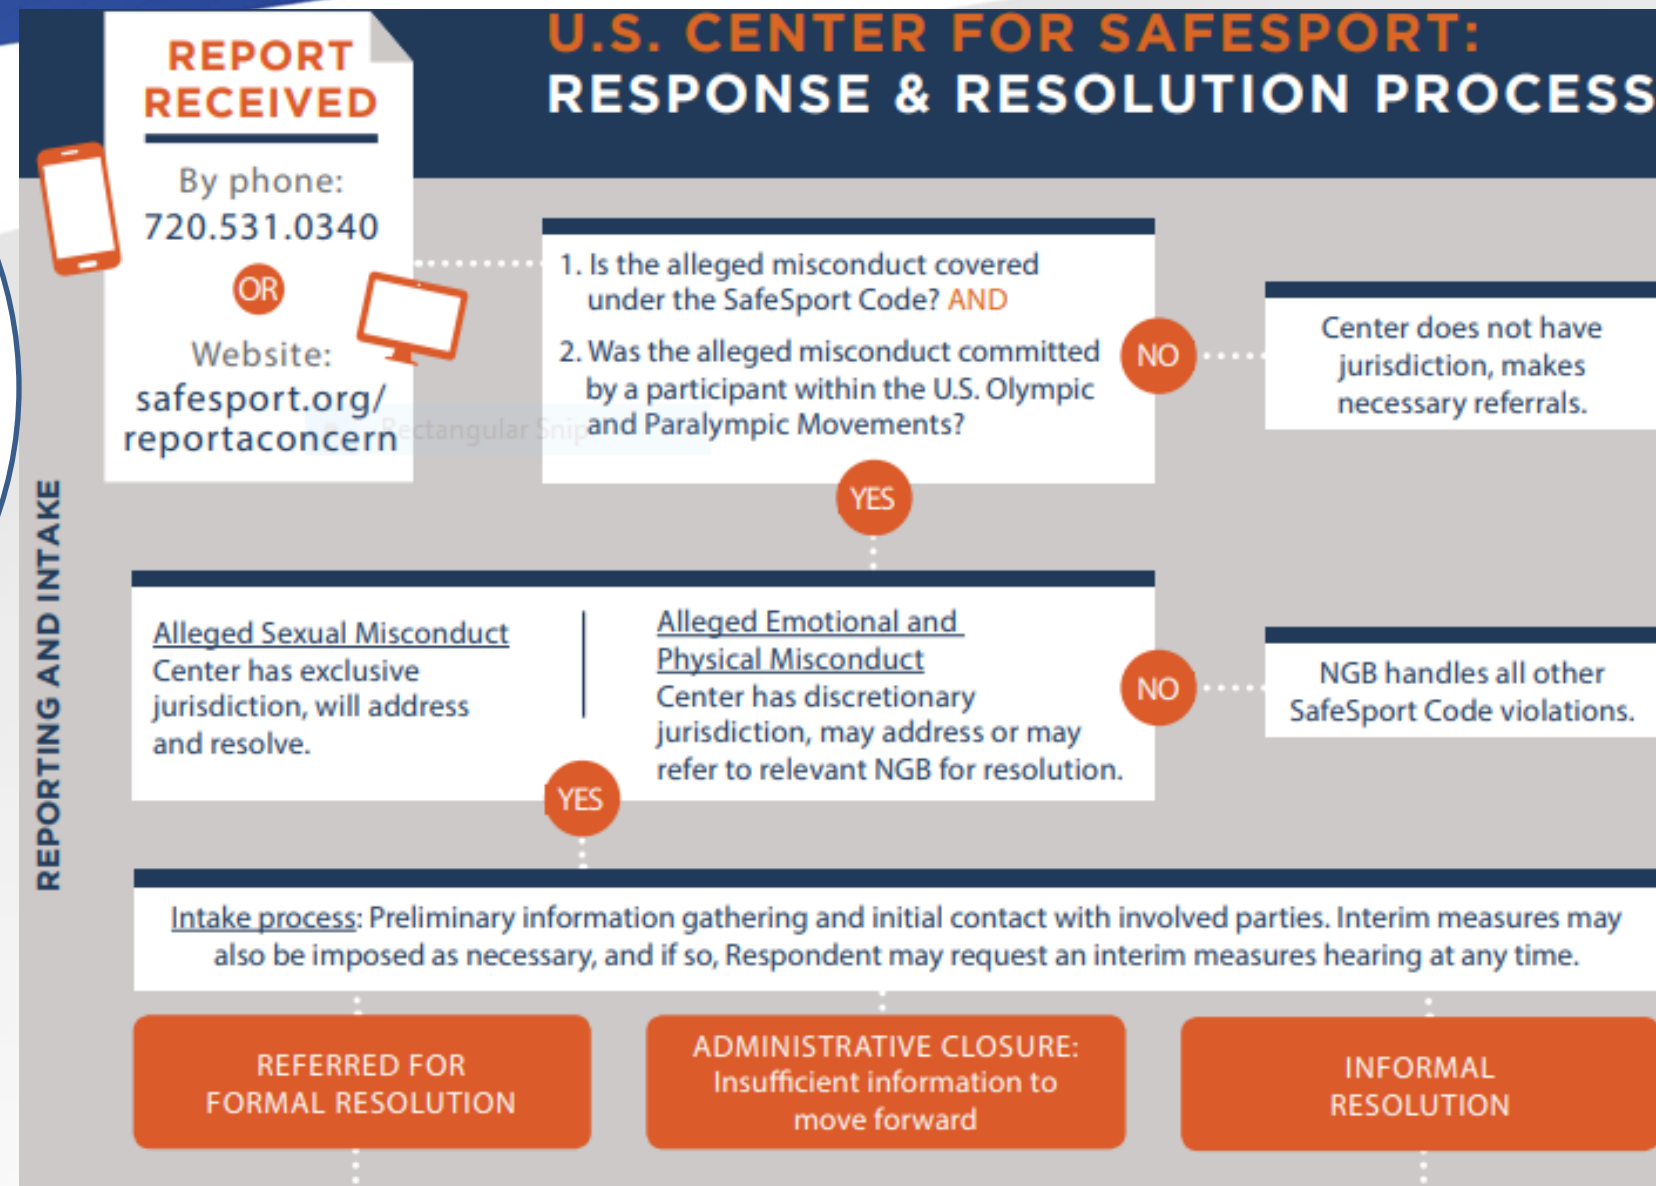 REPORT
RECEIVED
By phone:
720.531.0340
OR
Website:
safesport.org/
reportaconcern
U.S. CENTER FOR SAFESPORT:
RESPONSE & RESOLUTION PROCESS
1. Is the alleged misconduct covered
under the SafeSport Code? AND
2. Was the alleged misconduct committed
by a participant within the U.S. Olympic
and Paralympic Movements?
Rectangular Snip
NO
Center does not have
jurisdiction, makes
necessary referrals.
YES
REPORTING AND INTAKE
Alleged Sexual Misconduct
Center has exclusive
jurisdiction, will address
and resolve.
Alleged Emotional and
Physical Misconduct
Center has discretionary
jurisdiction, may address or may
refer to relevant NGB for resolution.
NO
NGB handles all other
SafeSport Code violations.
YES
Intake process: Preliminary information gathering and initial contact with involved parties. Interim measures may
also be imposed as necessary, and if so, Respondent may request an interim measures hearing at any time.
REFERRED FOR
FORMAL RESOLUTION
ADMINISTRATIVE CLOSURE:
Insufficient information to
move forward
INFORMAL
RESOLUTION